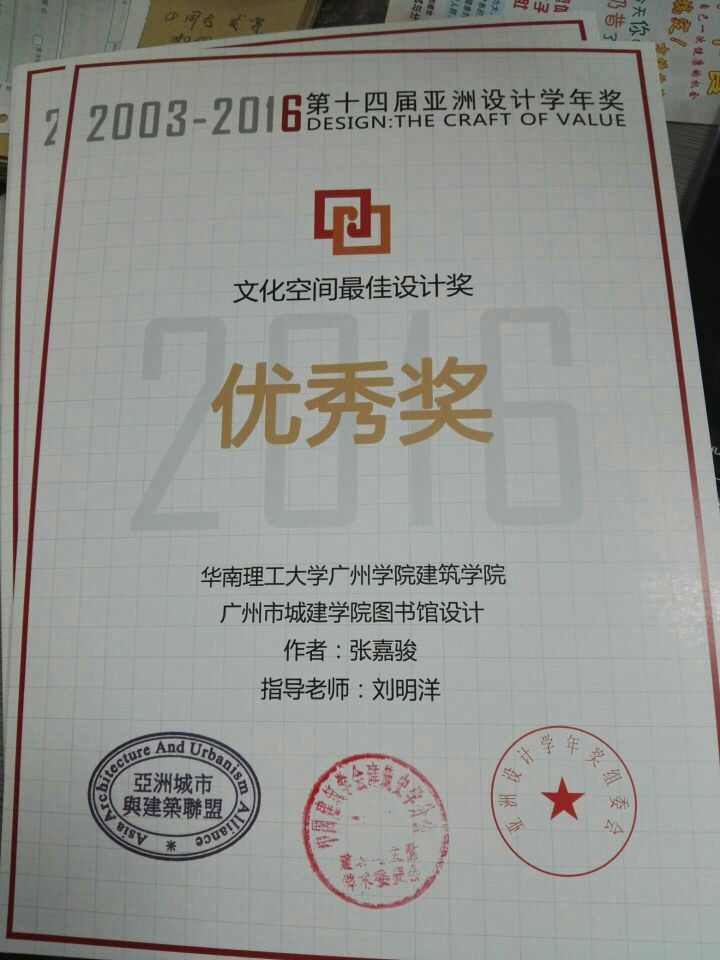 2003-2016
第十四届亚洲设计学年奖
DESIGN:THE CRAFT OF VALUE
文化空间最佳设计奖
2016
优秀奖
华南理工大学广州学院建筑学院
广州市城建学院图书馆设计
作者：张嘉骏
指导老师：刘明洋
Asia Architecture And Urbanism Alliance
亞洲城市
與建築聯盟
亚洲设计学年奖组委会